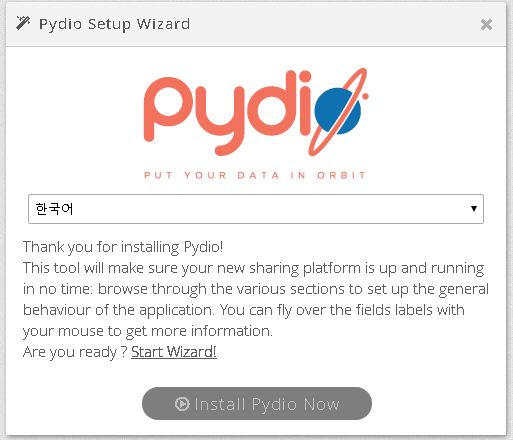 Pydio Setup Wizard
pydio
PUT YOUR DATA IN ORBIT
한국어
Thank you for installing Pydio!
This tool will make sure your new sharing platform is up and running
in no time: browse through the various sections to set up the general
behaviour of the application. You can fly over the fields labels with
your mouse to get more information.
Are you ready ? Start Wizard!
Install Pydio Now